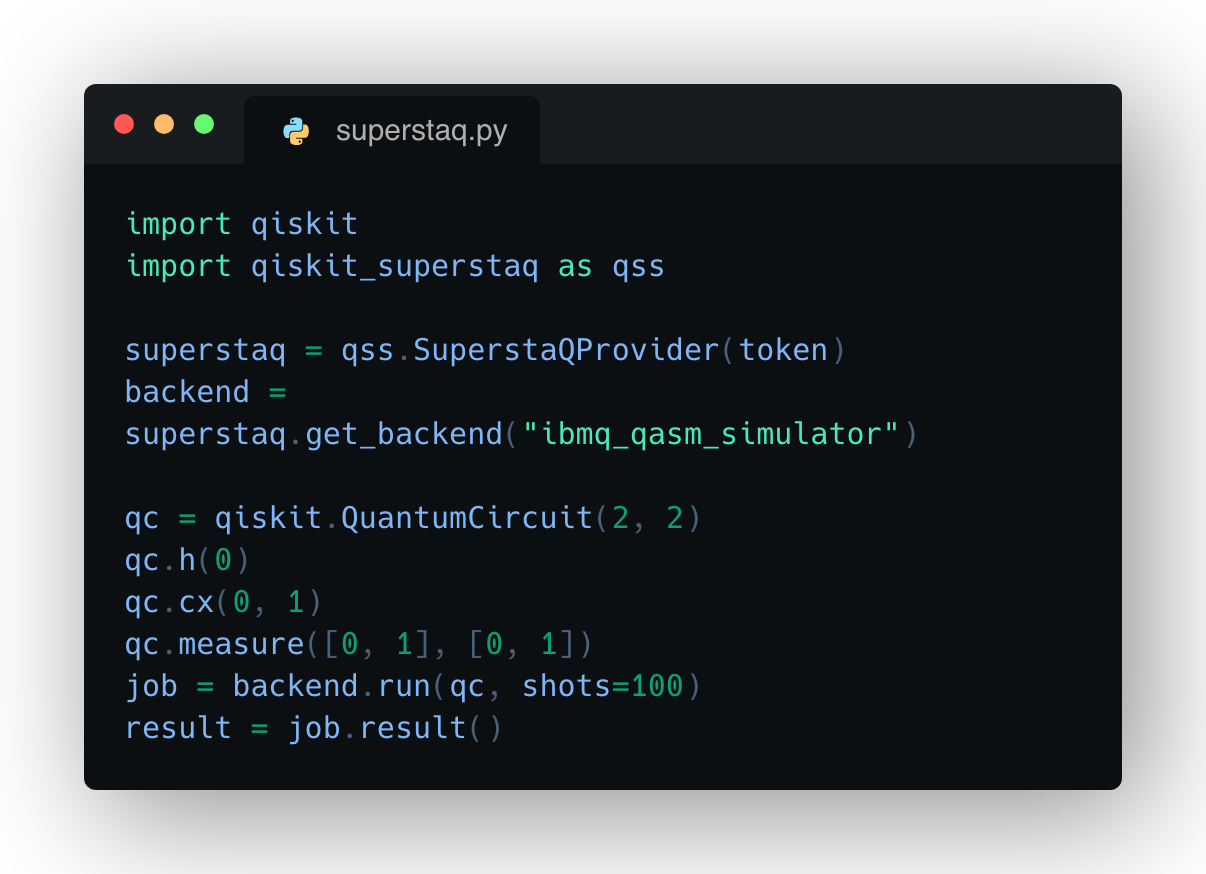 superstaq.py
import qiskit
import qiskit_superstaq as qss
superstaq = qss.SuperstaQProvider(token)
backend =
superstaq.get_backend("ibmq_qasm_simulator")
qc = qiskit.QuantumCircuit(2, 2)
qc.h(0)
qc.cx(0, 1)
qc.measure([0, 1], [0, 1])
job = backend.run(qc, shots=100)
result = job.result()